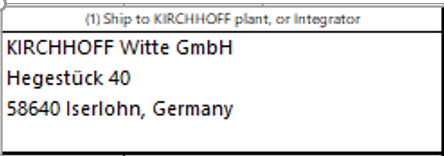 (1) Ship to KIRCHHOFF plant, or Integrator
KIRCHHOFF Witte GmbH
Hegestück 40
58640 Iserlohn, Germany